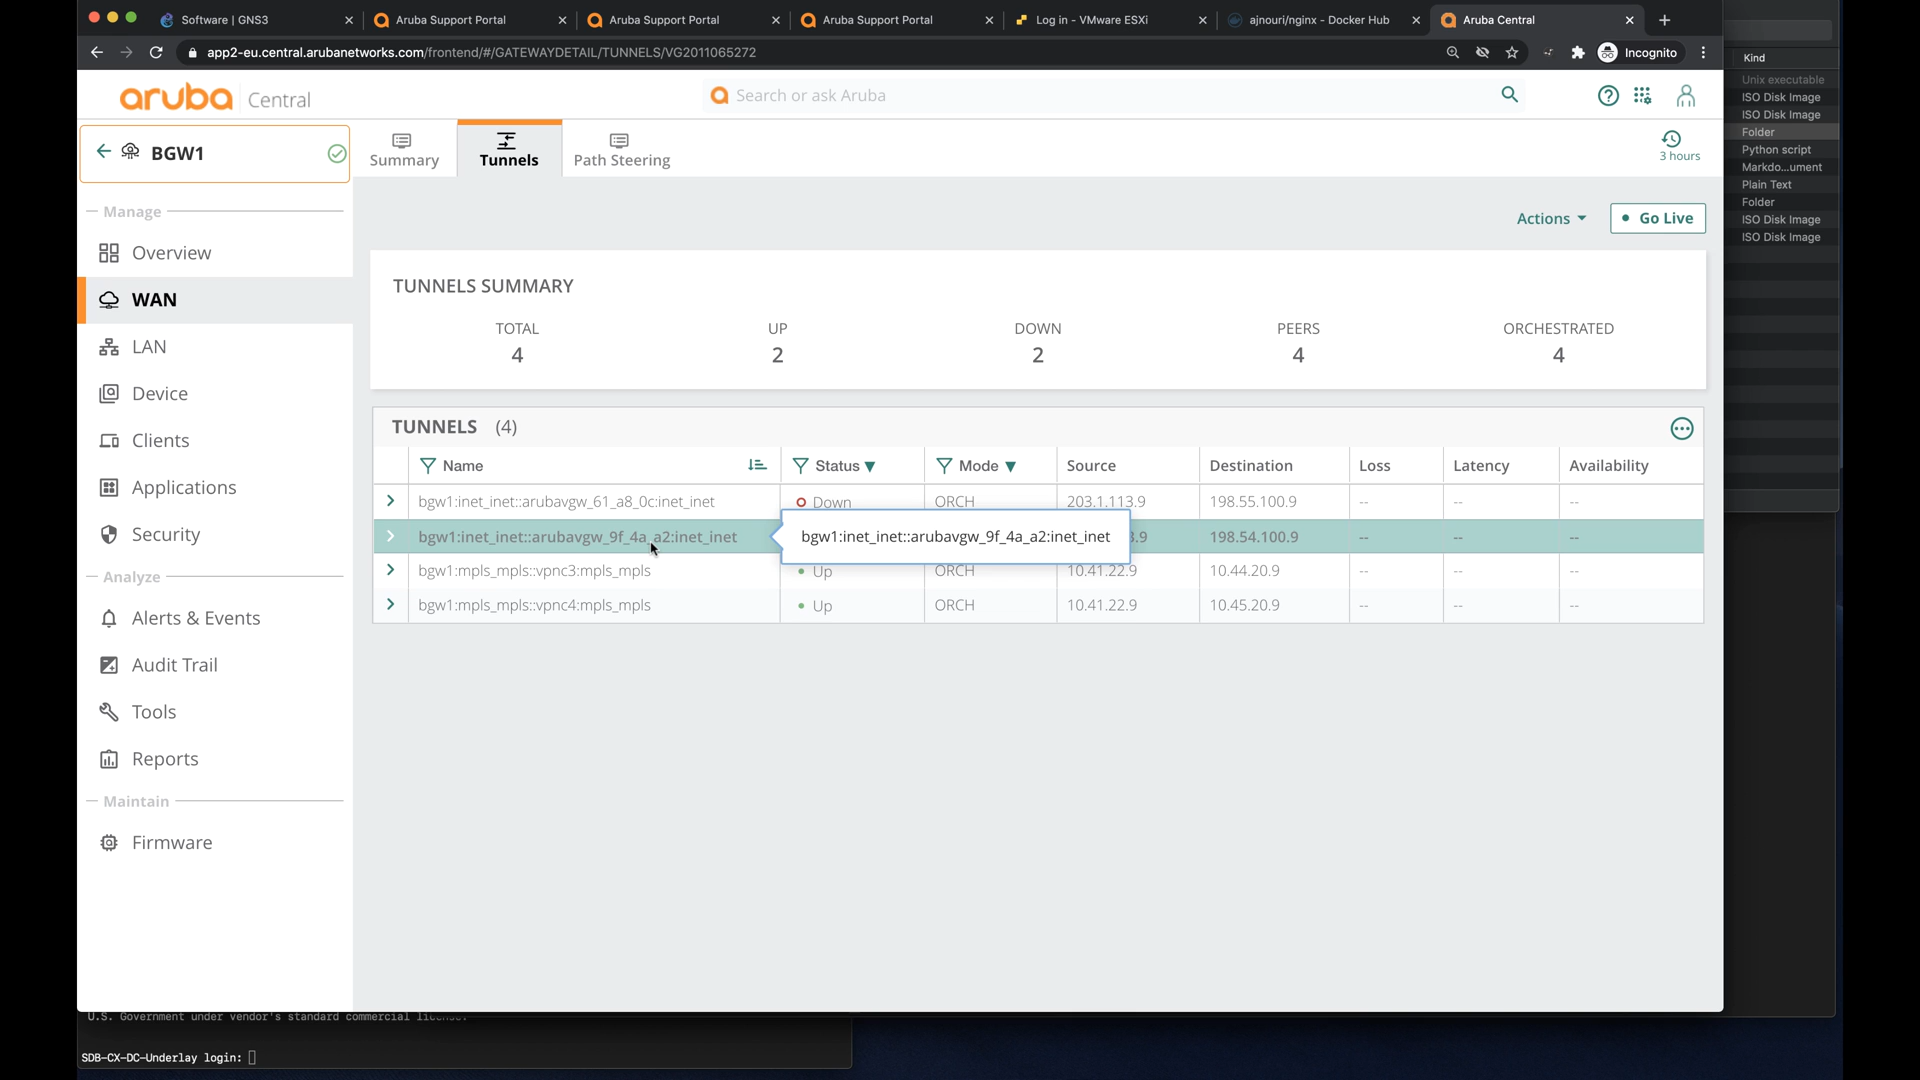 Software | GNS3
Aruba Support Portal
Aruba Support Portal
Aruba Support Portal
Log in - VMware ESXi
ajnouri/nginx - Docker Hub
Aruba Central
app2-eu.central.arubanetworks.com/frontend/#/GATEWAYDETAIL/TUNNELS/VG2011065272
Incognito
Kind
Unix executable
ISO Disk Image
ISO Disk Image
Folder
Python script
Markdo...ument
Plain Text
Folder
ISO Disk Image
ISO Disk Image
aruba Central
Search or ask Aruba
BGW1
Summary
Tunnels
Path Steering
3 hours
Manage
Overview
WAN
LAN
Device
Clients
Applications
Security
Analyze
Alerts & Events
Audit Trail
Tools
Reports
Maintain
Firmware
Actions
Go Live
TUNNELS SUMMARY
TOTAL UP DOWN PEERS ORCHESTRATED
4 2 2 4 4
TUNNELS (4)
Name Status Mode Source Destination Loss Latency Availability
bgw1:inet_inet::arubavgw_61_a8_0c:inet_inet Down ORCH 203.1.113.9 198.55.100.9 -- -- --
bgw1:inet_inet::arubavgw_9f_4a_a2:inet_inet bgw1:inet_inet::arubavgw_9f_4a_a2:inet_inet 3.9 198.54.100.9 -- -- --
bgw1:mpls_mpls::vpnc3:mpls_mpls Up ORCH 10.41.22.9 10.44.20.9 -- -- --
bgw1:mpls_mpls::vpnc4:mpls_mpls Up ORCH 10.41.22.9 10.45.20.9 -- -- --
U.S. Government under vendor's standard commercial license.
SDB-CX-DC-Underlay login: